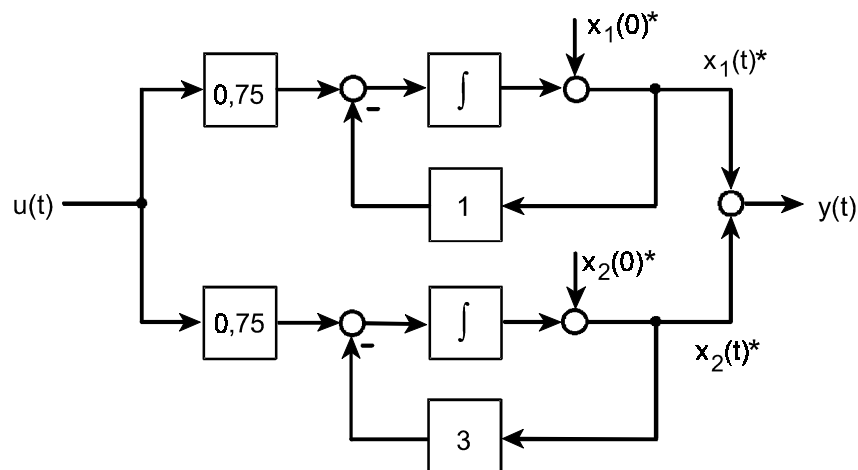 x₁(0)*
x₁(t)*
0,75
-
∫
1
u(t)
y(t)
x₂(0)*
0,75
-
∫
x₂(t)*
3